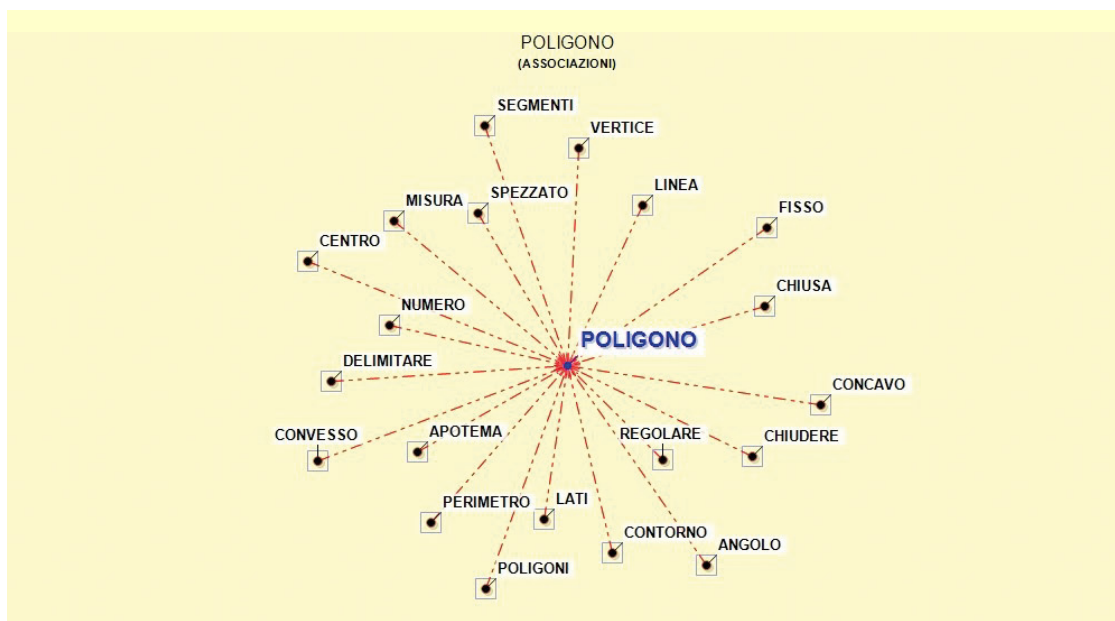 POLIGONO
(ASSOCIAZIONI)
SEGMENTI
VERTICE
LINEA
SPEZZATO
MISURA
FISSO
CENTRO
CHIUSA
NUMERO
POLIGONO
DELIMITARE
CONCAVO
APOTEMA
REGOLARE
CONVESSO
CHIUDERE
PERIMETRO
LATI
CONTORNO
ANGOLO
POLIGONI